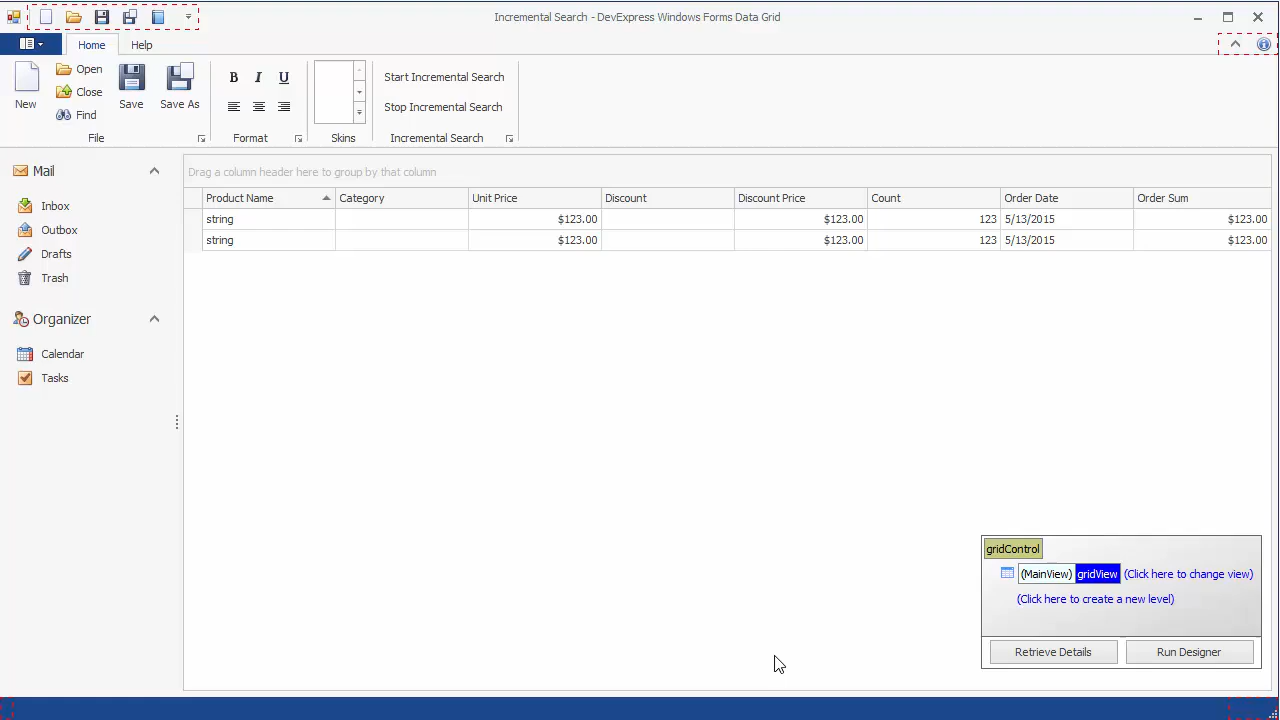 Incremental Search - DevExpress Windows Forms Data Grid
Home Help
New Open Close Find Save Save As
B I U
Start Incremental Search
Stop Incremental Search
File Format Skins Incremental Search
Mail
Inbox
Outbox
Drafts
Trash
Organizer
Calendar
Tasks
Drag a column header here to group by that column
Product Name Category Unit Price Discount Discount Price Count Order Date Order Sum
string $123.00 $123.00 123 5/13/2015 $123.00
string $123.00 $123.00 123 5/13/2015 $123.00
gridControl
(MainView) gridView (Click here to change view)
(Click here to create a new level)
Retrieve Details Run Designer